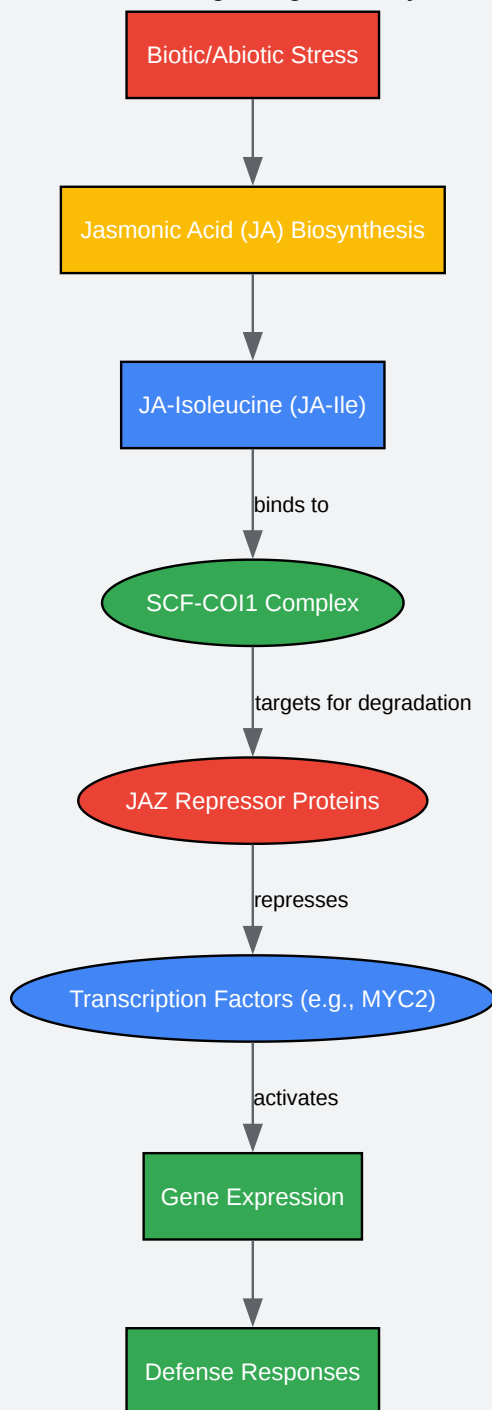 Biotic/Abiotic Stress
Jasmonic Acid (JA) Biosynthesis
JA-Isoleucine (JA-Ile)
binds to
SCF-COI1 Complex
targets for degradation
JAZ Repressor Proteins
represses
Transcription Factors (e.g., MYC2)
activates
Gene Expression
Defense Responses